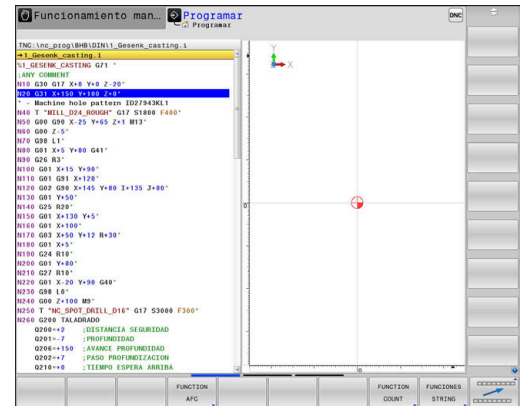 Funcionamiento man...
Programar
Programar
DNC
TNC:\nc_prog\BHB\DIN\1_Gesenk_casting.i
→1_Gesenk_casting.i
%1_GESENK_CASTING G71 *
;ANY COMMENT
N10 G30 G17 X+0 Y+0 Z-20*
N20 G31 X+150 Y+100 Z+0*
* - Machine hole pattern ID27943KL1
N40 T "MILL_D24_ROUGH" G17 S1800 F400*
N50 G00 G90 X-25 Y+65 Z+1 M13*
N60 G00 Z-5*
N70 G98 L1*
N80 G01 X+5 Y+80 G41*
N90 G26 R3*
N100 G01 X+15 Y+90*
N110 G01 G91 X+120*
N120 G02 G90 X+145 Y+80 I+135 J+80*
N130 G01 Y+50*
N140 G25 R20*
N150 G01 X+130 Y+5*
N160 G01 X+100*
N170 G03 X+50 Y+12 R+30*
N180 G01 X+5*
N190 G24 R10*
N200 G01 Y+80*
N210 G27 R10*
N220 G01 X-20 Y+90 G40*
N230 G98 L0*
N240 G00 Z+100 M9*
N250 T "NC_SPOT_DRILL_D16" G17 S3000 F300*
N260 G200 TALADRADO
Q200=+2 ;DISTANCIA SEGURIDAD
Q201=-7 ;PROFUNDIDAD
Q206=+150 ;AVANCE PROFUNDIDAD
Q202=+7 ;PASO PROFUNDIZACION
Q210=+0 ;TIEMPO ESPERA ARRIBA
Y
X
0
0
FUNCTION
AFC
FUNCTION
COUNT
FUNCIONES
STRING